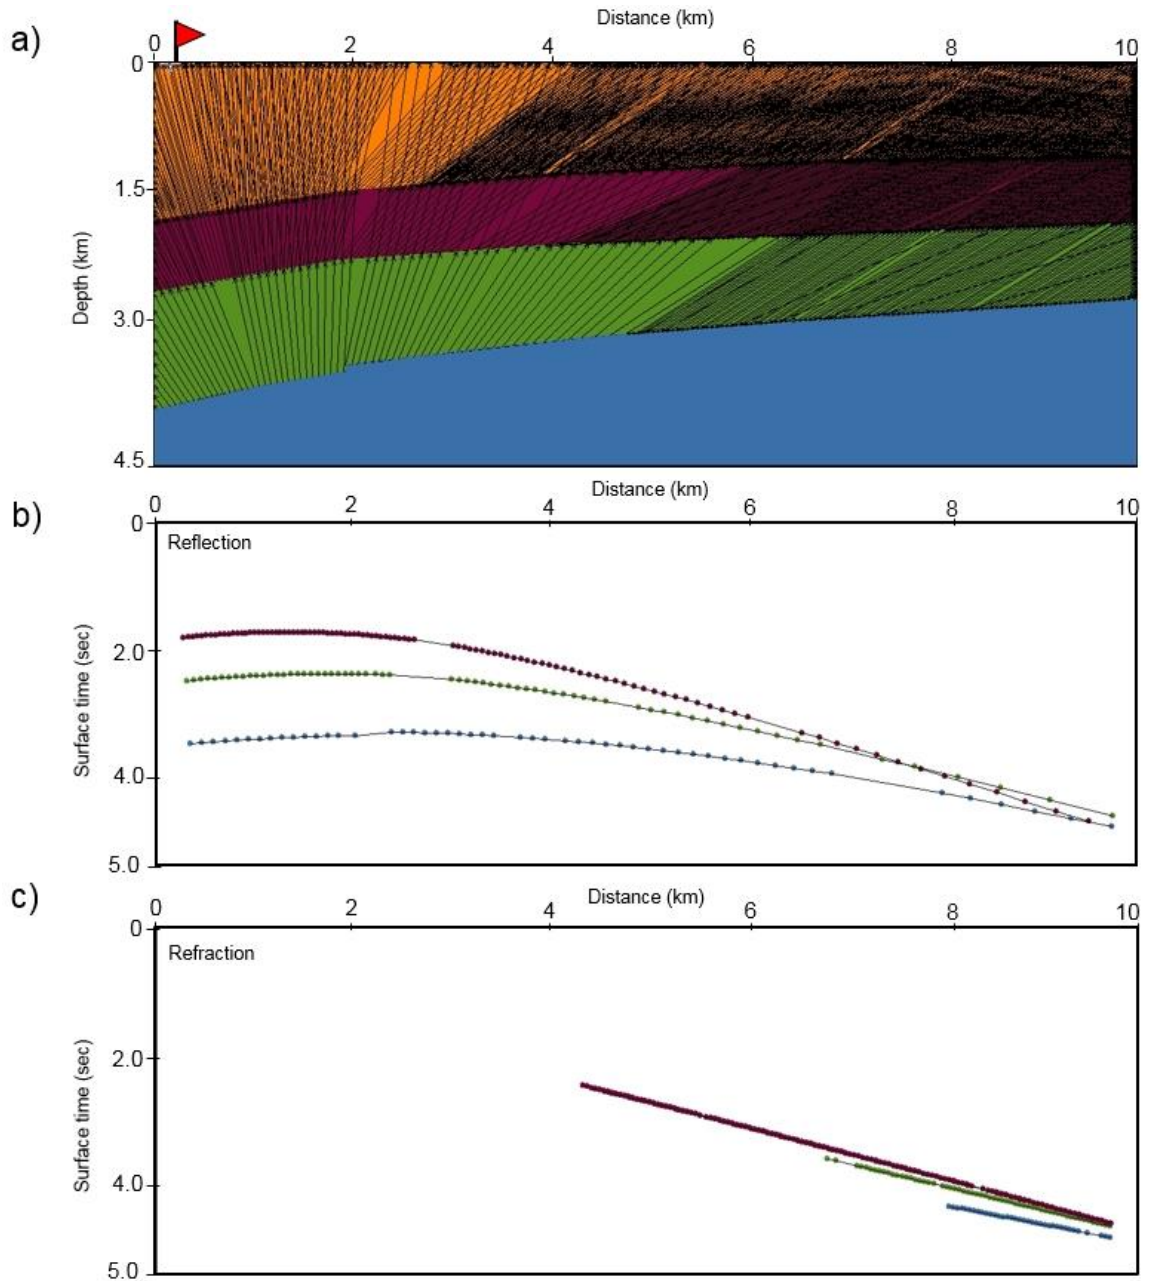 Distance (km)
a)
0 2 4 6 8 10
0
1.5
Depth (km)
3.0
4.5
Distance (km)
b)
0 2 4 6 8 10
0
Reflection
2.0
Surface time (sec)
4.0
5.0
c)
Distance (km)
0 2 4 6 8 10
0
Refraction
2.0
Surface time (sec)
4.0
5.0